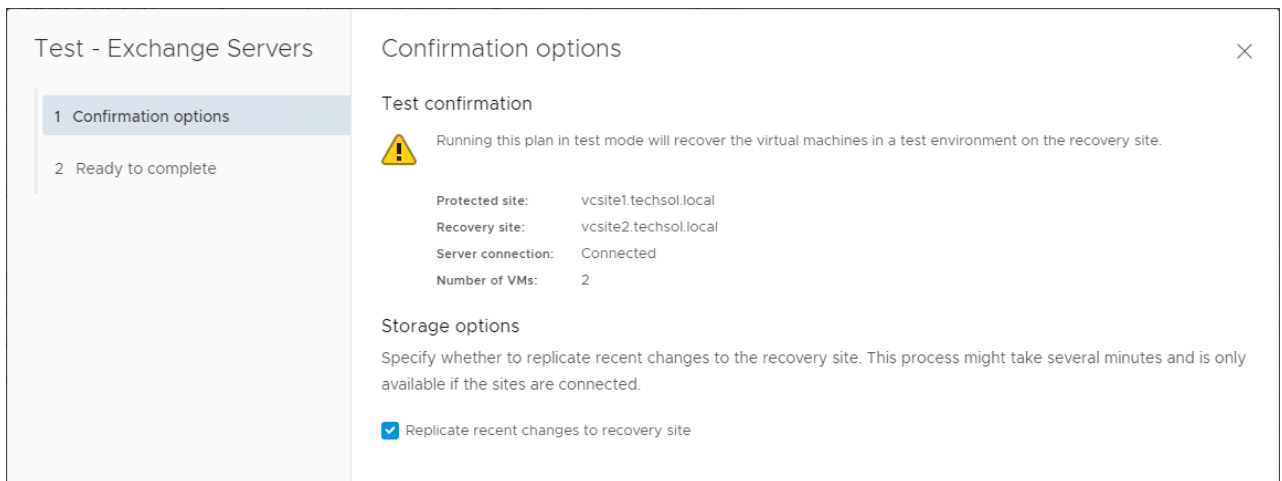 Test - Exchange Servers
1 Confirmation options
2 Ready to complete
Confirmation options
Test confirmation
Running this plan in test mode will recover the virtual machines in a test environment on the recovery site.
Protected site: vcsite1.techsol.local
Recovery site: vcsite2.techsol.local
Server connection: Connected
Number of VMs: 2
Storage options
Specify whether to replicate recent changes to the recovery site. This process might take several minutes and is only
available if the sites are connected.
Replicate recent changes to recovery site